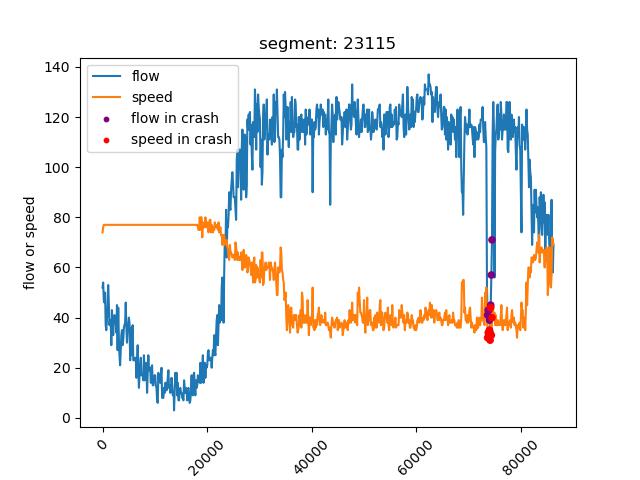 segment: 23115
flow
speed
flow in crash
speed in crash
flow or speed
140
120
100
80
60
40
20
0
0
20000
40000
60000
80000